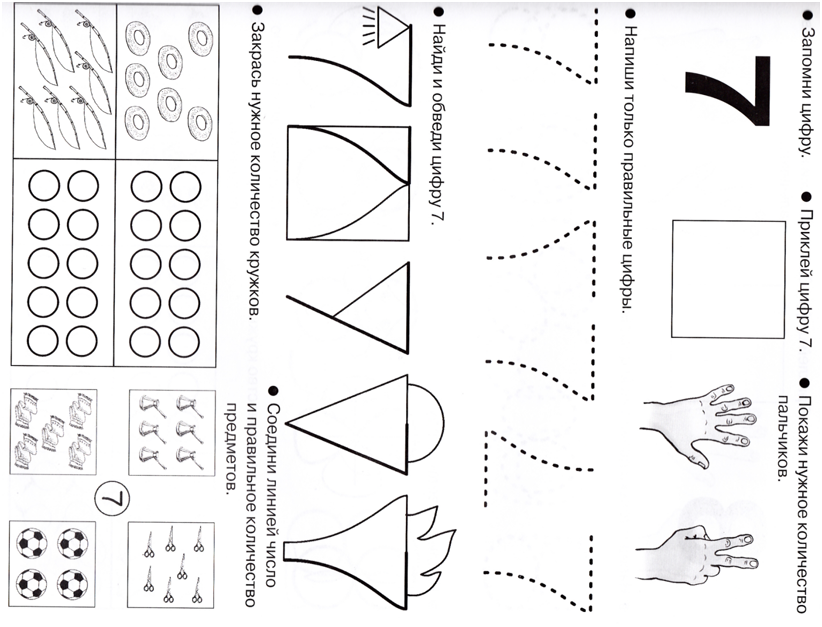 ● Запомни цифру.
7
● Приклей цифру 7.
● Покажи нужное количество
пальчиков.
● Напиши только правильные цифры.
● Найди и обведи цифру 7.
● Закрась нужное количество кружков.
● Соедини линией число
и правильное количество
предметов.
7